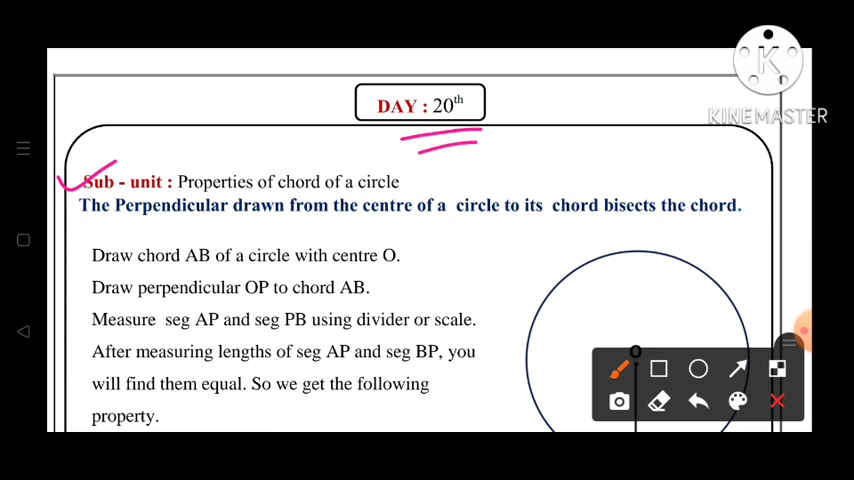 KINEMASTER
DAY : 20th
Sub - unit : Properties of chord of a circle
The Perpendicular drawn from the centre of a circle to its chord bisects the chord.
Draw chord AB of a circle with centre O.
Draw perpendicular OP to chord AB.
Measure seg AP and seg PB using divider or scale.
After measuring lengths of seg AP and seg BP, you
will find them equal. So we get the following
property.
O